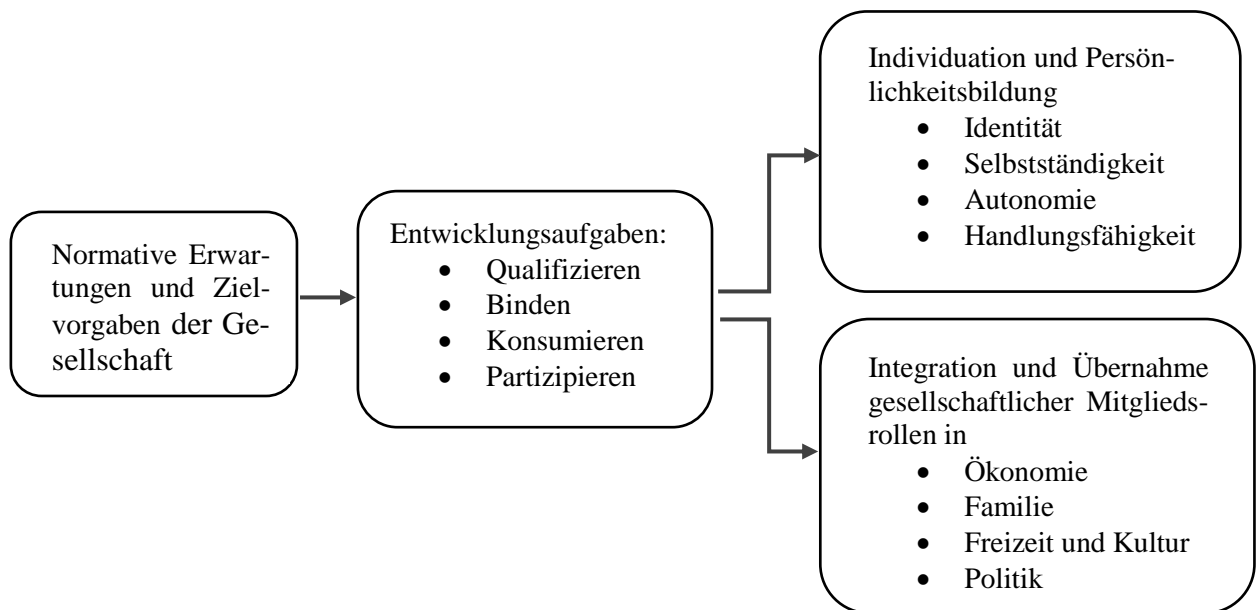 Normative Erwar-
tungen und Ziel-
vorgaben der Ge-
sellschaft
Entwicklungsaufgaben:
• Qualifizieren
• Binden
• Konsumieren
• Partizipieren
Individuation und Persön-
lichkeitsbildung
• Identität
• Selbstständigkeit
• Autonomie
• Handlungsfähigkeit
Integration und Übernahme
gesellschaftlicher Mitglieds-
rollen in
• Ökonomie
• Familie
• Freizeit und Kultur
• Politik